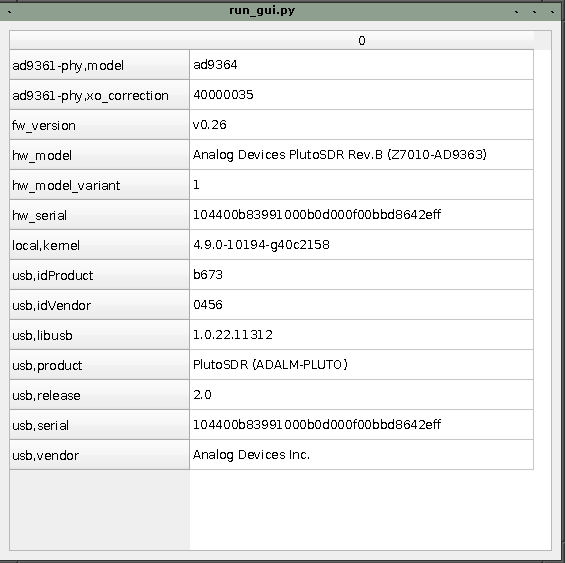 run_gui.py
0
ad9361-phy,model ad9364
ad9361-phy,xo_correction 40000035
fw_version v0.26
hw_model Analog Devices PlutoSDR Rev.B (Z7010-AD9363)
hw_model_variant 1
hw_serial 104400b83991000b0d000f00bbd8642eff
local,kernel 4.9.0-10194-g40c2158
usb,idProduct b673
usb,idVendor 0456
usb,libusb 1.0.22.11312
usb,product PlutoSDR (ADALM-PLUTO)
usb,release 2.0
usb,serial 104400b83991000b0d000f00bbd8642eff
usb,vendor Analog Devices Inc.